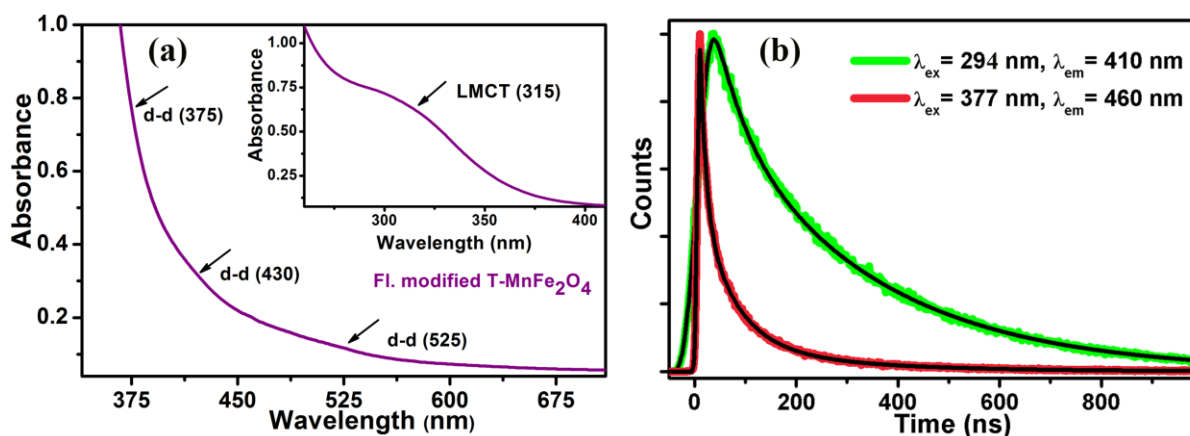 (a)
Absorbance
1.0
0.8
0.6
0.4
0.2
d-d (375)
d-d (430)
d-d (525)
375
450
525
600
675
Wavelength (nm)
Fl. modified T-MnFe₂O₄
Absorbance
1.00
0.75
0.50
0.25
LMCT (315)
300
350
400
Wavelength (nm)
(b)
Counts
λex= 294 nm, λem= 410 nm
λex= 377 nm, λem= 460 nm
0
200
400
600
800
Time (ns)